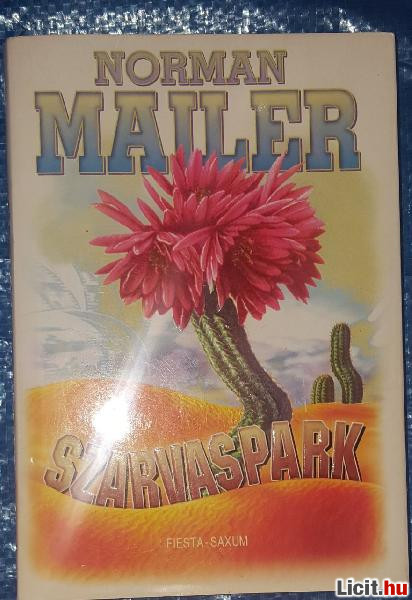 NORMAN
MAILER
SZARVASPARK
FIESTA-SAXUM
Licit.hu